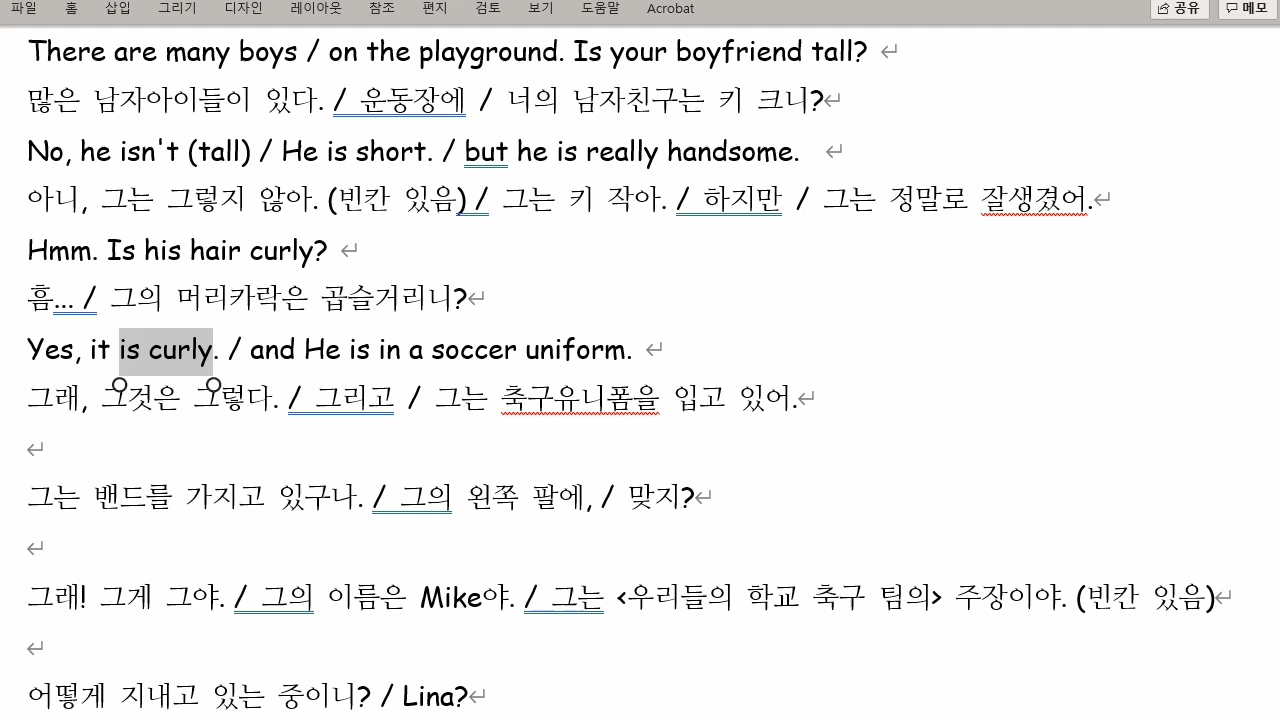 파일 홈 삽입 그리기 디자인 레이아웃 참조 편지 검토 보기 도움말 Acrobat 공유 메모
There are many boys / on the playground. Is your boyfriend tall?
많은 남자아이들이 있다. / 운동장에 / 너의 남자친구는 키 크니?
No, he isn't (tall) / He is short. / but he is really handsome.
아니, 그는 그렇지 않아. (빈칸 있음) / 그는 키 작아. / 하지만 / 그는 정말로 잘생겼어.
Hmm. Is his hair curly?
흠... / 그의 머리카락은 곱슬거리니?
Yes, it is curly. / and He is in a soccer uniform.
그래, 그것은 그렇다. / 그리고 / 그는 축구유니폼을 입고 있어.
그는 밴드를 가지고 있구나. / 그의 왼쪽 팔에, / 맞지?
그래! 그게 그야. / 그의 이름은 Mike야. / 그는 <우리들의 학교 축구 팀의> 주장이야. (빈칸 있음)
어떻게 지내고 있는 중이니? / Lina?